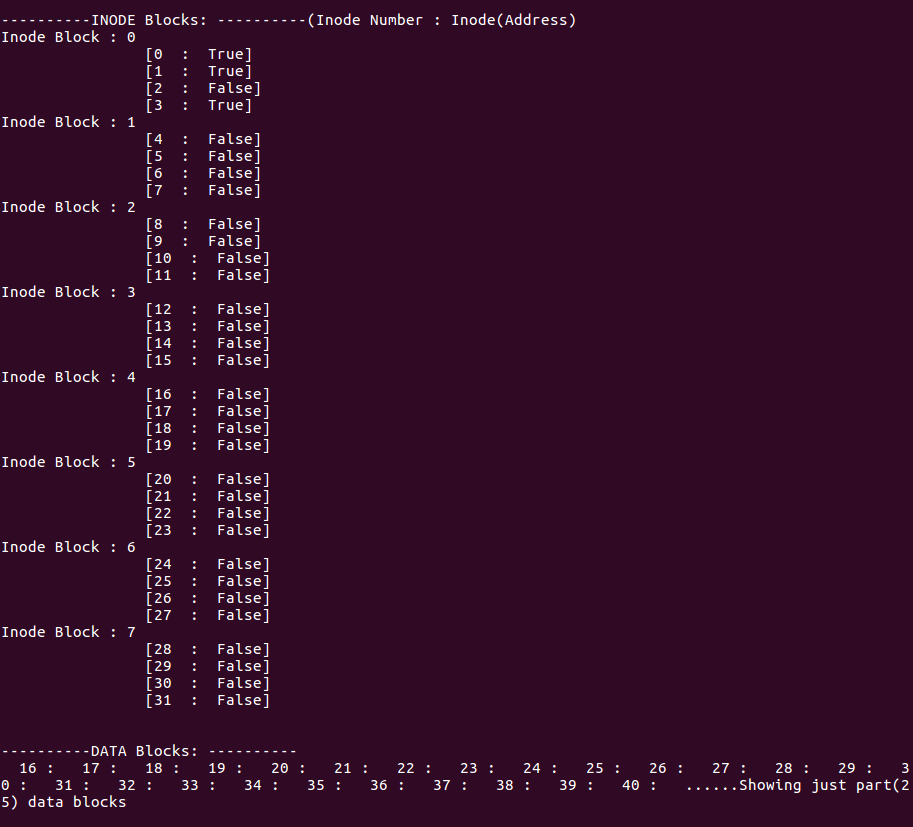 ----------INODE Blocks: ----------(Inode Number : Inode(Address)
Inode Block : 0
[0  :  True]
[1  :  True]
[2  :  False]
[3  :  True]
Inode Block : 1
[4  :  False]
[5  :  False]
[6  :  False]
[7  :  False]
Inode Block : 2
[8  :  False]
[9  :  False]
[10  :  False]
[11  :  False]
Inode Block : 3
[12  :  False]
[13  :  False]
[14  :  False]
[15  :  False]
Inode Block : 4
[16  :  False]
[17  :  False]
[18  :  False]
[19  :  False]
Inode Block : 5
[20  :  False]
[21  :  False]
[22  :  False]
[23  :  False]
Inode Block : 6
[24  :  False]
[25  :  False]
[26  :  False]
[27  :  False]
Inode Block : 7
[28  :  False]
[29  :  False]
[30  :  False]
[31  :  False]
----------DATA Blocks: ----------
16 :   17 :   18 :   19 :   20 :   21 :   22 :   23 :   24 :   25 :   26 :   27 :   28 :   29 :   3
0 :   31 :   32 :   33 :   34 :   35 :   36 :   37 :   38 :   39 :   40 :   ......Showing just part(2
5) data blocks